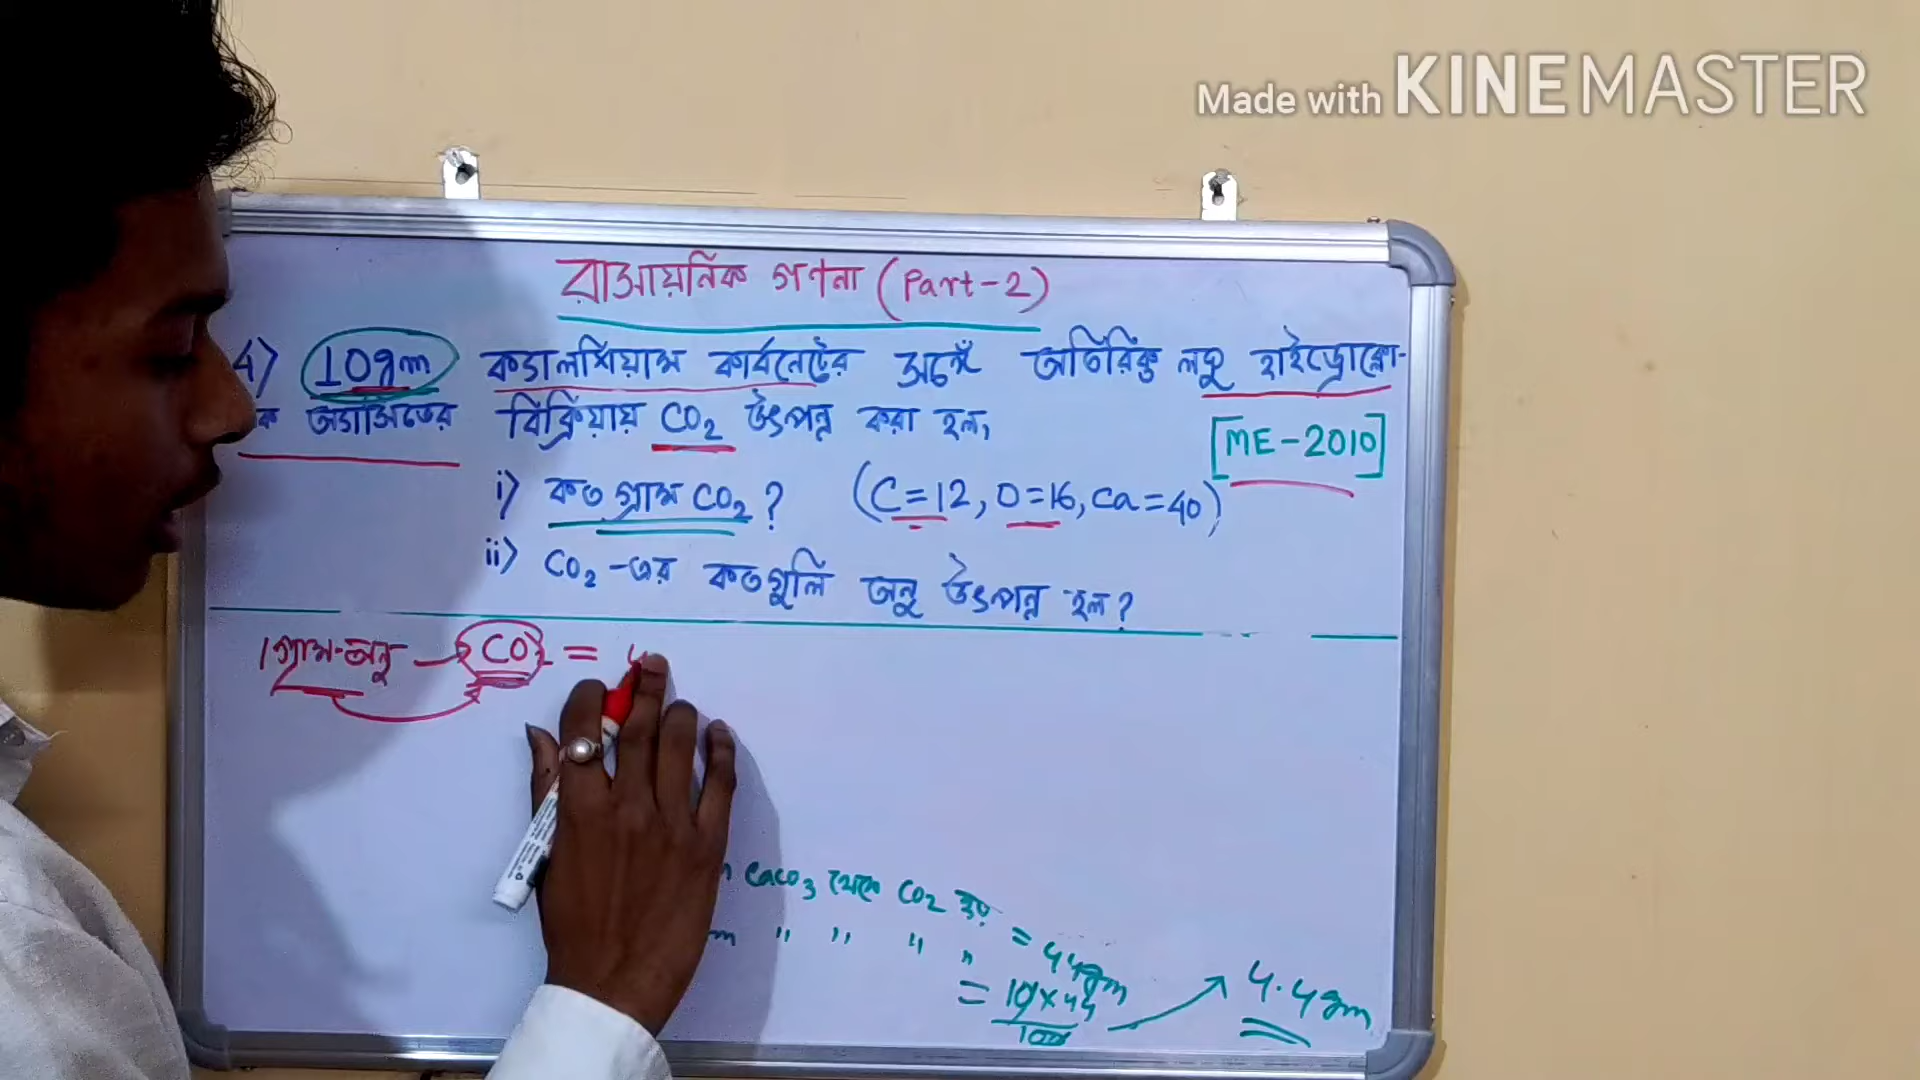 Made with KINEMASTER
রাসায়নিক গণনা (Part-2)
4) 10gm ক্যালশিয়াম কার্বনেটের সঙ্গে অতিরিক্ত লঘু হাইড্রোক্লো-
ক অ্যাসিডের বিক্রিয়ায় CO₂ উৎপন্ন করা হল,
[ME-2010]
i) কত গ্রাম CO₂? (C=12, O=16, Ca=40)
ii) CO₂-এর কতগুলি অনু উৎপন্ন হল?
1 গ্রাম-অনু → CO₂ = 4
CaCO₃ থেকে CO₂ হয় = 44gm
m " " " " = 10×44/100 → 4.4gm